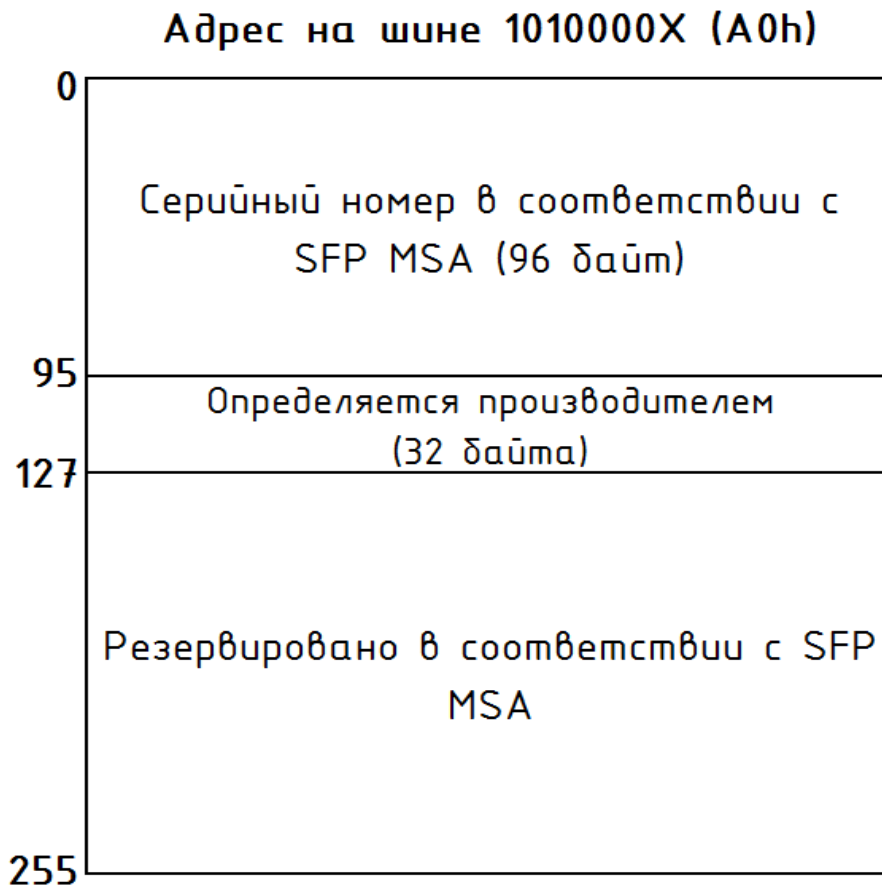 Адрес на шине 1010000X (A0h)
0
Серийный номер в соответствии с
SFP MSA (96 байт)
95
Определяется производителем
(32 байта)
127
Резервировано в соответствии с SFP
MSA
255